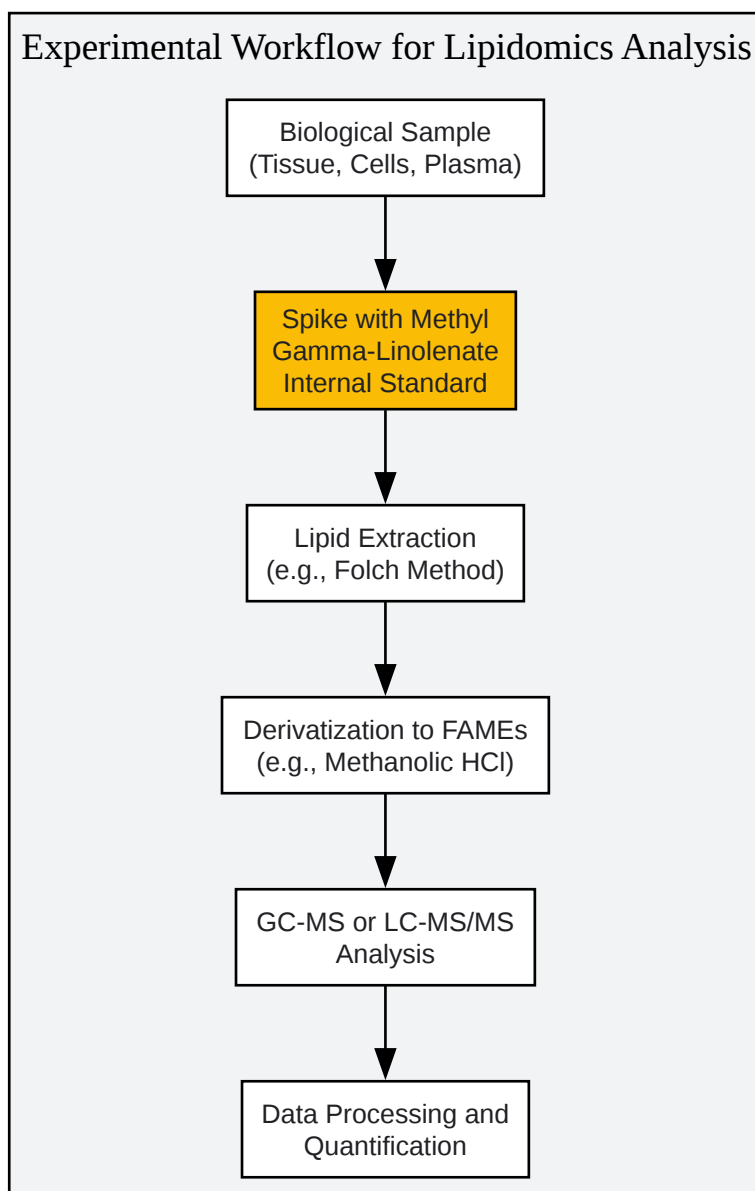 Experimental Workflow for Lipidomics Analysis
Biological Sample
(Tissue, Cells, Plasma)
Spike with Methyl
Gamma-Linolenate
Internal Standard
Lipid Extraction
(e.g., Folch Method)
Derivatization to FAMEs
(e.g., Methanolic HCl)
GC-MS or LC-MS/MS
Analysis
Data Processing and
Quantification